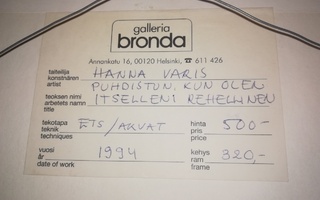 galleria
bronda
Annankatu 16, 00120 Helsinki, ☎ 611 426
taiteilija
konstnären
artist
HANNA VARIS
teoksen nimi
arbetets namn
title
PUHDISTUN, KUN OLEN
ITSELLENI REHELLINEN
tekotapa
teknik
techniques
ETS/AKVAT
hinta
pris
price
500-
vuosi
år
date of work
1994
kehys
ram
frame
320,-